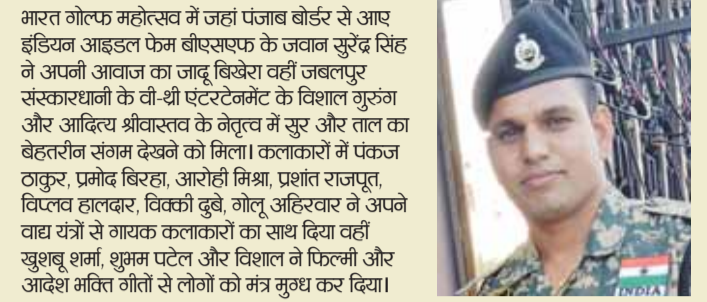 भारत गोल्फ महोत्सव में जहां पंजाब बोर्डर से आए
इंडियन आइडल फेम बीएसएफ के जवान सुरेंद्र सिंह
ने अपनी आवाज का जादू बिखेरा वहीं जबलपुर
संस्कारधानी के वी-थ्री एंटरटेनमेंट के विशाल गुरुंग
और आदित्य श्रीवास्तव के नेतृत्व में सुर और ताल का
बेहतरीन संगम देखने को मिला। कलाकारों में पंकज
ठाकुर, प्रमोद बिरहा, आरोही मिश्रा, प्रशांत राजपूत,
विप्लव हालदार, विक्की दुबे, गोलू अहिरवार ने अपने
वाद्य यंत्रों से गायक कलाकारों का साथ दिया वहीं
खुशबू शर्मा, शुभम पटेल और विशाल ने फिल्मी और
आदेश भक्ति गीतों से लोगों को मंत्र मुग्ध कर दिया।
INDIA